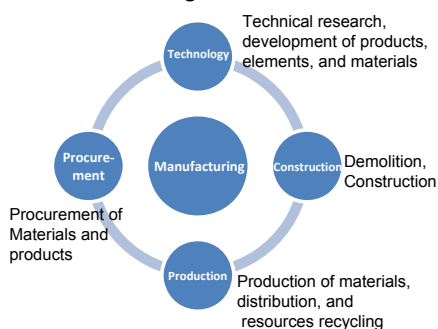 Technology
Technical research,
development of products,
elements, and materials
Procure-
ment
Manufacturing
Construction
Demolition,
Construction
Procurement of
Materials and
products
Production
Production of materials,
distribution, and
resources recycling